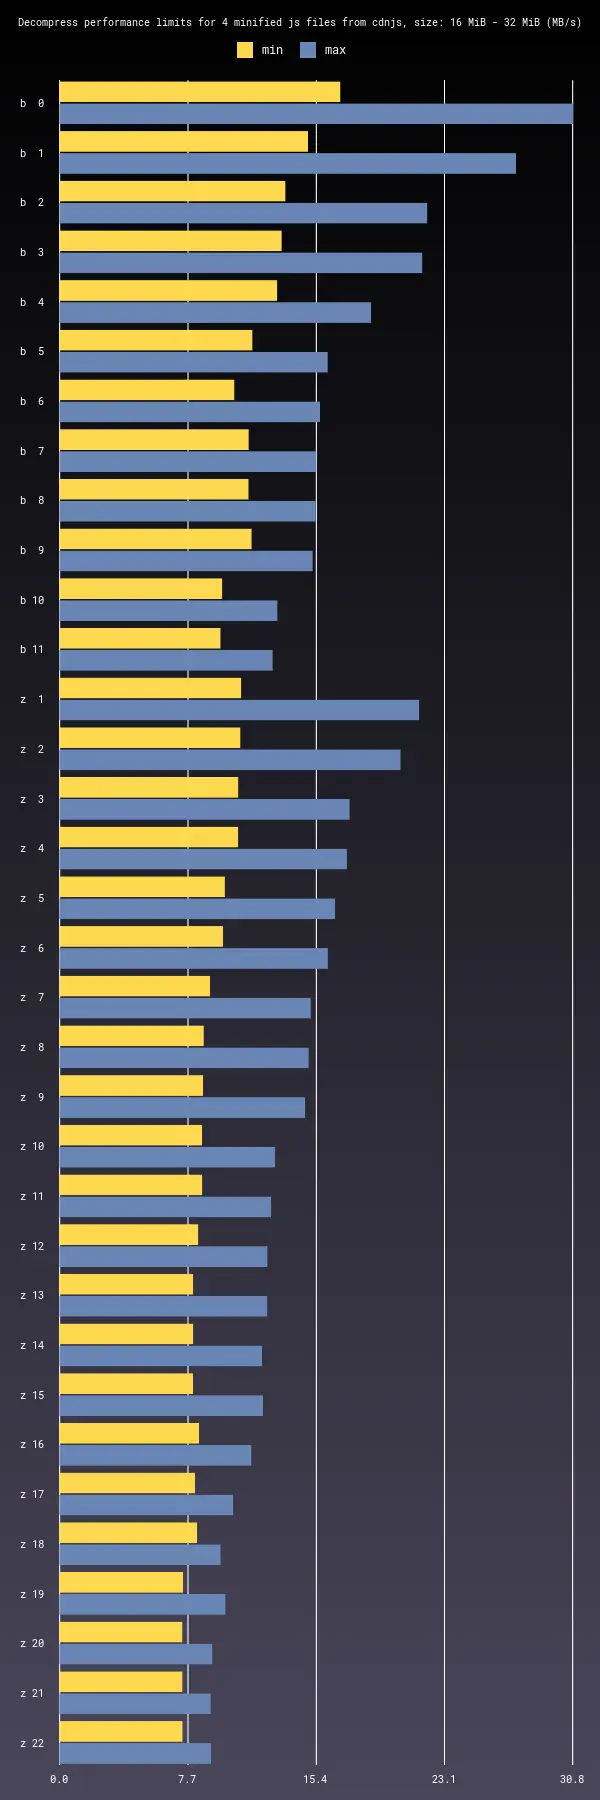 Decompress performance limits for 4 minified js files from cdnjs, size: 16 MiB - 32 MiB (MB/s)
min max
b 0
b 1
b 2
b 3
b 4
b 5
b 6
b 7
b 8
b 9
b 10
b 11
z 1
z 2
z 3
z 4
z 5
z 6
z 7
z 8
z 9
z 10
z 11
z 12
z 13
z 14
z 15
z 16
z 17
z 18
z 19
z 20
z 21
z 22
0.0 7.7 15.4 23.1 30.8